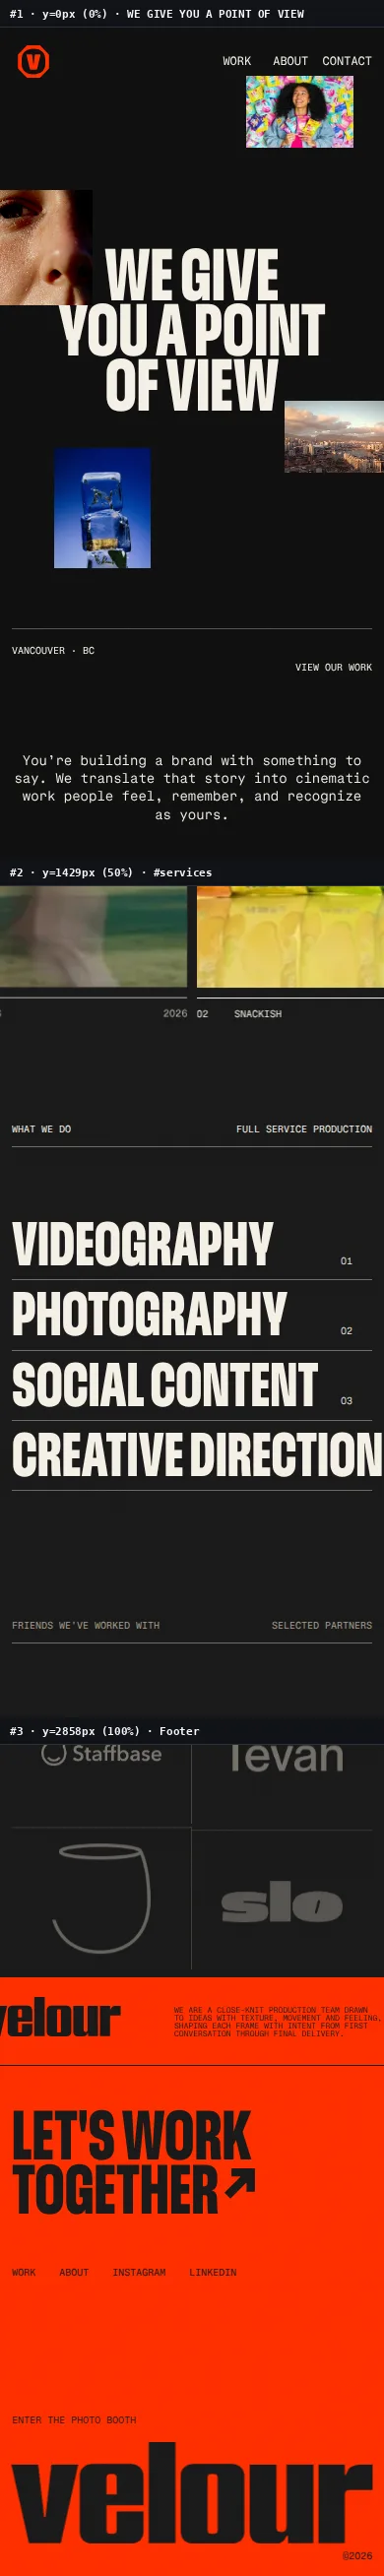 #1 · y=0px (0%) · WE GIVE YOU A POINT OF VIEW
V
WORK ABOUT CONTACT
WE GIVE
YOU A POINT
OF VIEW
VANCOUVER · BC
VIEW OUR WORK
You're building a brand with something to
say. We translate that story into cinematic
work people feel, remember, and recognize
as yours.
#2 · y=1429px (50%) · #services
2026
02 SNACKISH
WHAT WE DO
FULL SERVICE PRODUCTION
VIDEOGRAPHY 01
PHOTOGRAPHY 02
SOCIAL CONTENT 03
CREATIVE DIRECTION
FRIENDS WE'VE WORKED WITH
SELECTED PARTNERS
#3 · y=2858px (100%) · Footer
Staffbase
Tevan
slo
velour
WE ARE A CLOSE-KNIT PRODUCTION TEAM DRAWN
TO IDEAS WITH TEXTURE, MOVEMENT AND FEELING,
SHAPING EACH FRAME WITH INTENT FROM FIRST
CONVERSATION THROUGH FINAL DELIVERY.
LET'S WORK
TOGETHER↗
WORK ABOUT INSTAGRAM LINKEDIN
ENTER THE PHOTO BOOTH
velour
©2026